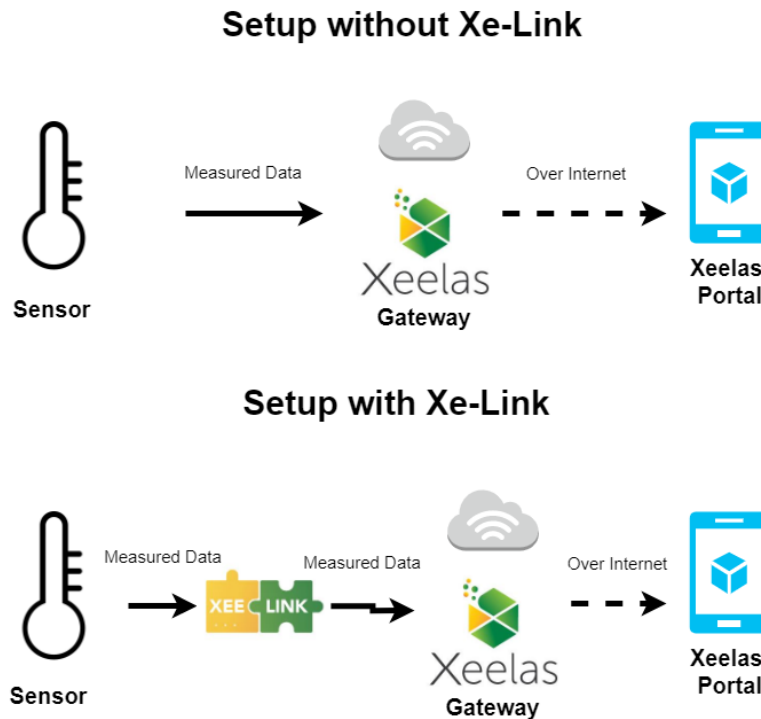 Setup without Xe-Link
Measured Data
Over Internet
Sensor
Xeelas
Gateway
Xeelas
Portal
Setup with Xe-Link
Measured Data
Measured Data
Over Internet
XEE LINK
Sensor
Xeelas
Gateway
Xeelas
Portal